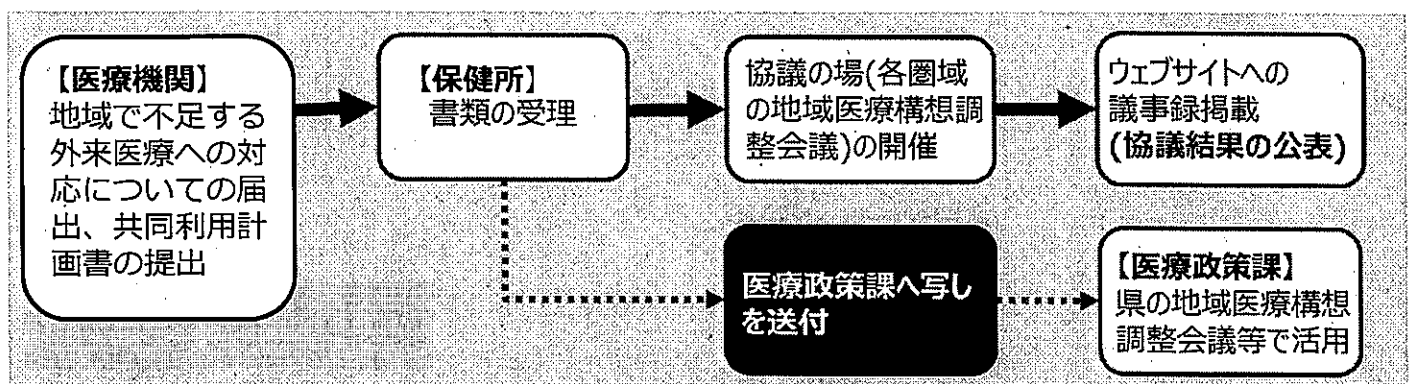 【医療機関】
地域で不足する
外来医療への対
応についての届
出、共同利用計
画書の提出
【保健所】
書類の受理
協議の場(各圏域
の地域医療構想調
整会議)の開催
ウェブサイトへの
議事録掲載
(協議結果の公表)
医療政策課へ写し
を送付
【医療政策課】
県の地域医療構想
調整会議等で活用